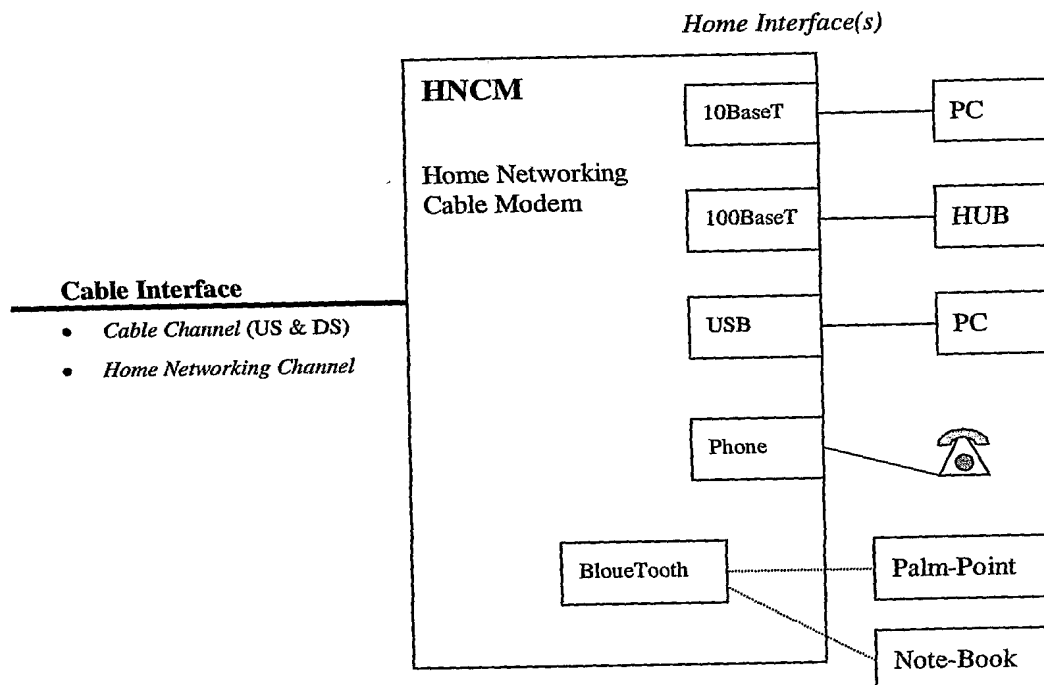 Home Interface(s)
HNCM
Home Networking
Cable Modem
10BaseT
PC
100BaseT
HUB
Cable Interface
• Cable Channel (US & DS)
• Home Networking Channel
USB
PC
Phone
BloueTooth
Palm-Point
Note-Book